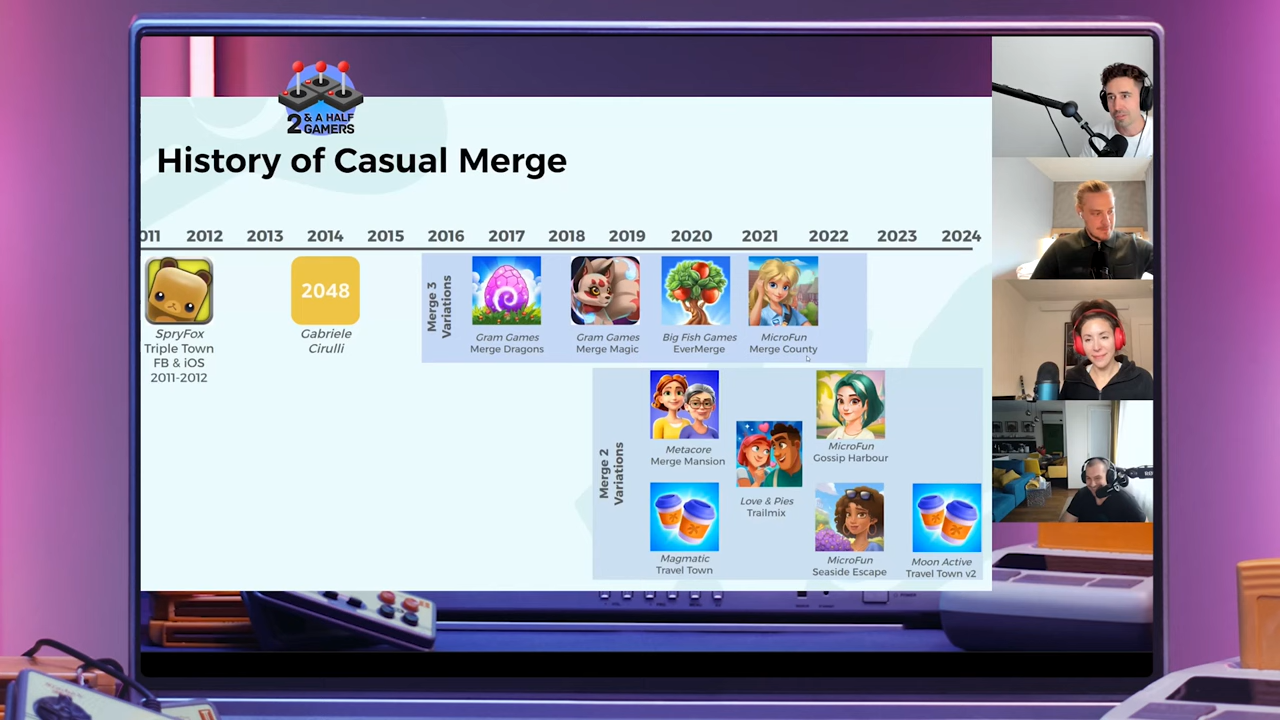 2 & A HALF
GAMERS
History of Casual Merge
011 2012 2013 2014 2015 2016 2017 2018 2019 2020 2021 2022 2023 2024
2048
SpryFox
Triple Town
FB & iOS
2011-2012
Gabriele
Cirulli
Merge 3
Variations
Gram Games
Merge Dragons
Gram Games
Merge Magic
Big Fish Games
EverMerge
MicroFun
Merge County
Merge 2
Variations
Metacore
Merge Mansion
Magmatic
Travel Town
Love & Pies
Trailmix
MicroFun
Gossip Harbour
MicroFun
Seaside Escape
Moon Active
Travel Town v2